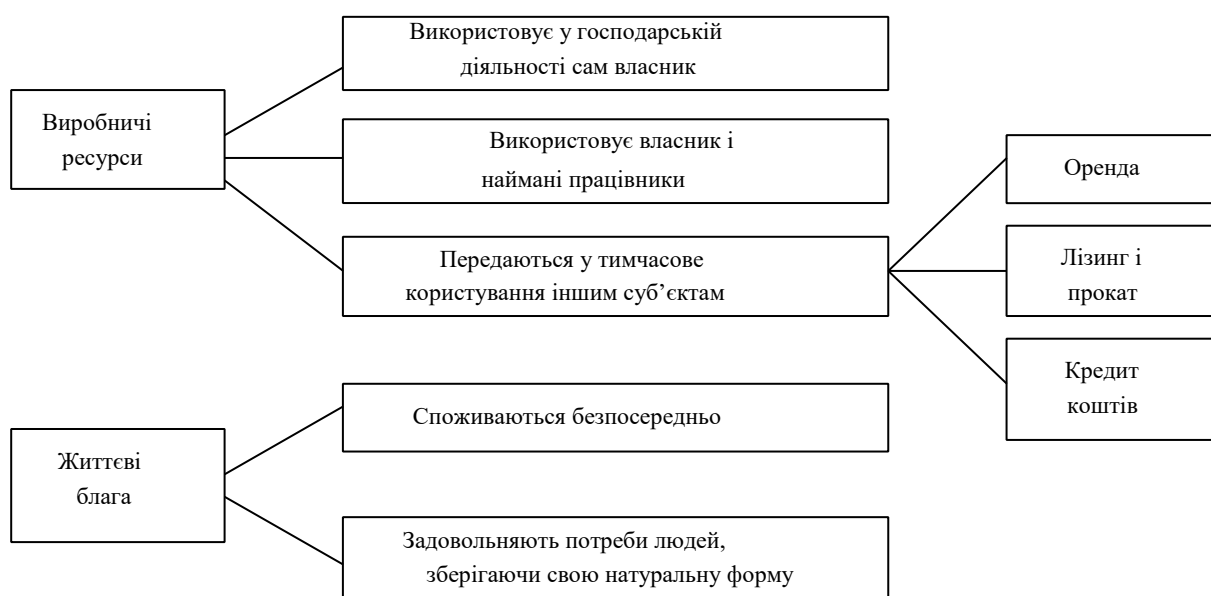 Використовує у господарській
діяльності сам власник
Виробничі
ресурси
Використовує власник і
наймані працівники
Передаються у тимчасове
користування іншим суб’єктам
Оренда
Лізинг і
прокат
Кредит
коштів
Життєві
блага
Споживаються безпосередньо
Задовольняють потреби людей,
зберігаючи свою натуральну форму